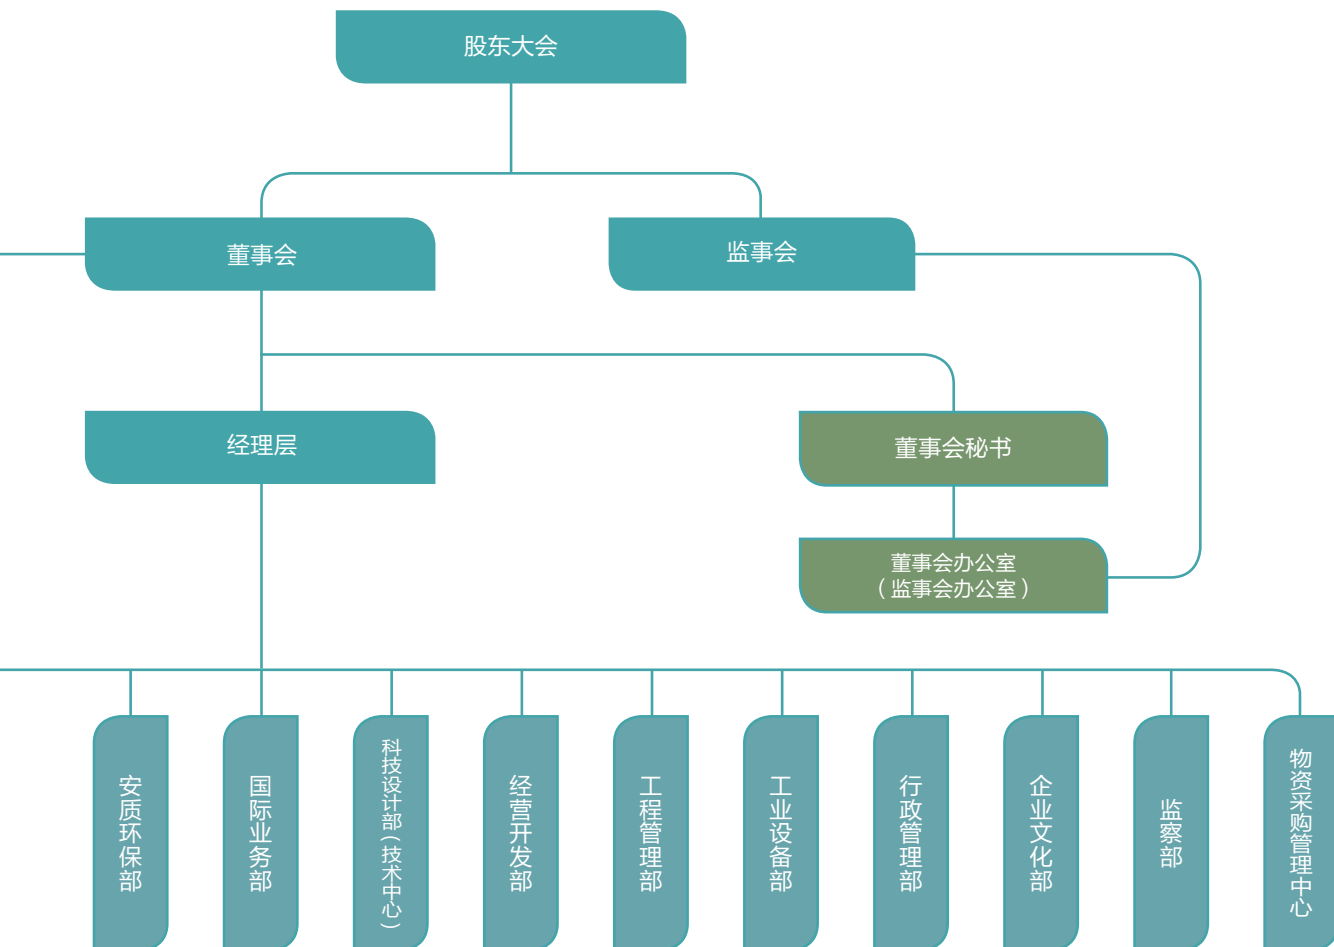 股东大会
董事会
监事会
经理层
董事会秘书
董事会办公室
（监事会办公室）
安质环保部
国际业务部
科技设计部（技术中心）
经营开发部
工程管理部
工业设备部
行政管理部
企业文化部
监察部
物资采购管理中心